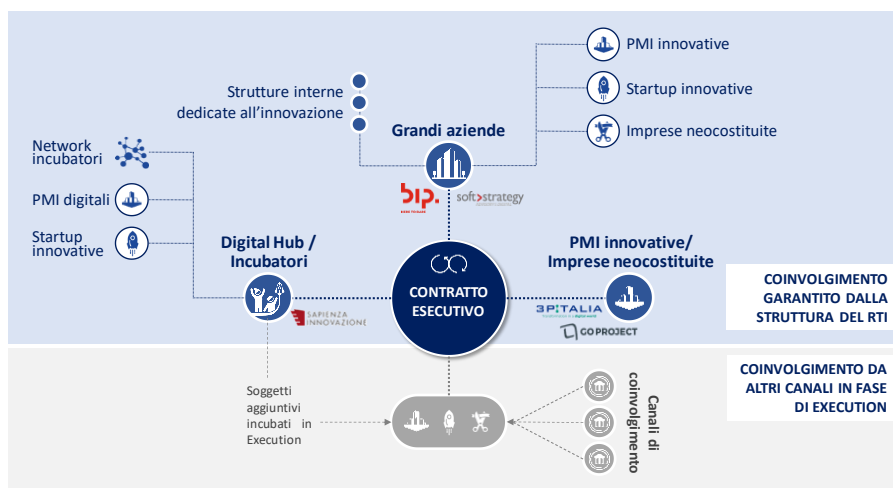 PMI innovative
Strutture interne
dedicate all'innovazione
Startup innovative
Grandi aziende
Imprese neocostituite
Network
incubatori
PMI digitali
bip.
soft>strategy
Startup
innovative
Digital Hub /
Incubatori
PMI innovative/
Imprese neocostituite
CONTRATTO
ESECUTIVO
COINVOLGIMENTO
GARANTITO DALLA
STRUTTURA DEL RTI
SAPIENZA
INNOVAZIONE
3PITALIA
GO PROJECT
COINVOLGIMENTO DA
ALTRI CANALI IN FASE
DI EXECUTION
Soggetti
aggiuntivi
incubati in
Execution
Canali di
coinvolgimento